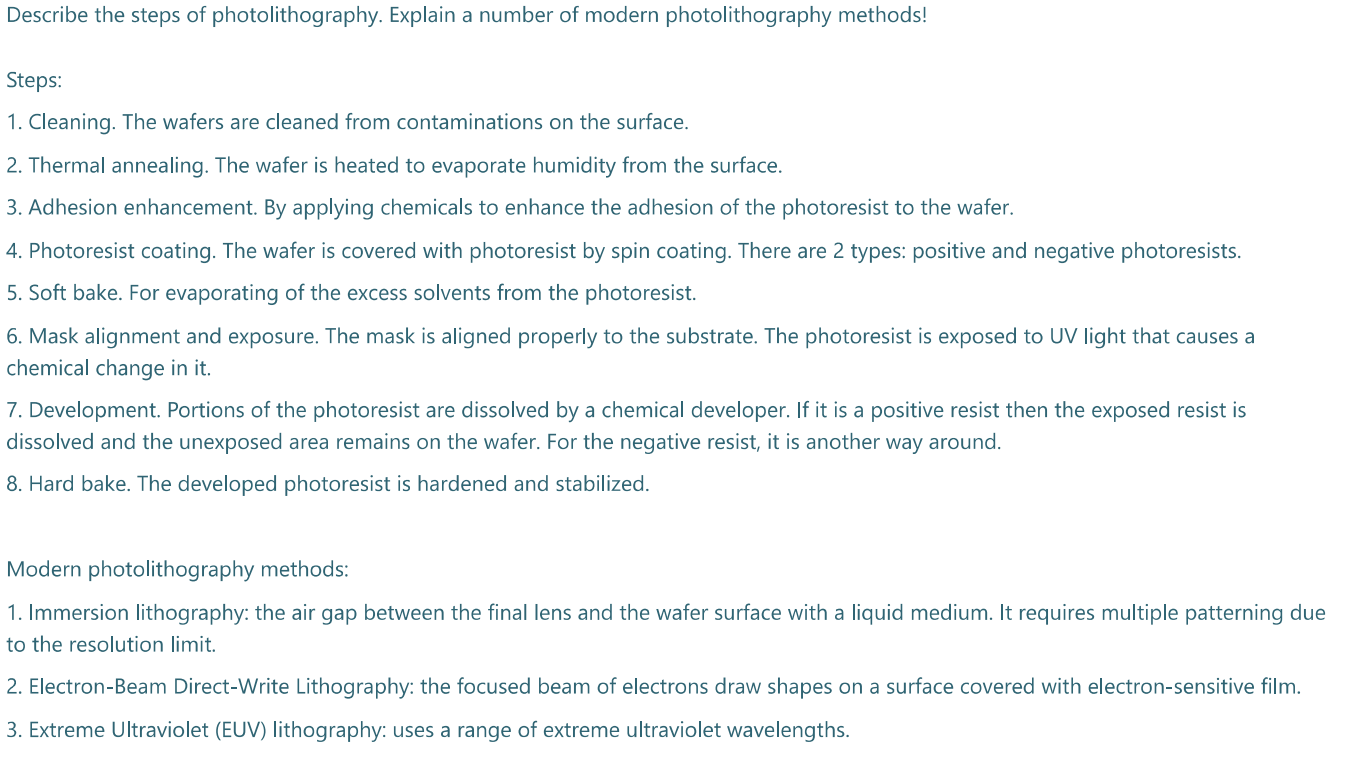 Describe the steps of photolithography. Explain a number of modern photolithography methods!
Steps:
1. Cleaning. The wafers are cleaned from contaminations on the surface.
2. Thermal annealing. The wafer is heated to evaporate humidity from the surface.
3. Adhesion enhancement. By applying chemicals to enhance the adhesion of the photoresist to the wafer.
4. Photoresist coating. The wafer is covered with photoresist by spin coating. There are 2 types: positive and negative photoresists.
5. Soft bake. For evaporating of the excess solvents from the photoresist.
6. Mask alignment and exposure. The mask is aligned properly to the substrate. The photoresist is exposed to UV light that causes a
chemical change in it.
7. Development. Portions of the photoresist are dissolved by a chemical developer. If it is a positive resist then the exposed resist is
dissolved and the unexposed area remains on the wafer. For the negative resist, it is another way around.
8. Hard bake. The developed photoresist is hardened and stabilized.
Modern photolithography methods:
1. Immersion lithography: the air gap between the final lens and the wafer surface with a liquid medium. It requires multiple patterning due
to the resolution limit.
2. Electron-Beam Direct-Write Lithography: the focused beam of electrons draw shapes on a surface covered with electron-sensitive film.
3. Extreme Ultraviolet (EUV) lithography: uses a range of extreme ultraviolet wavelengths.